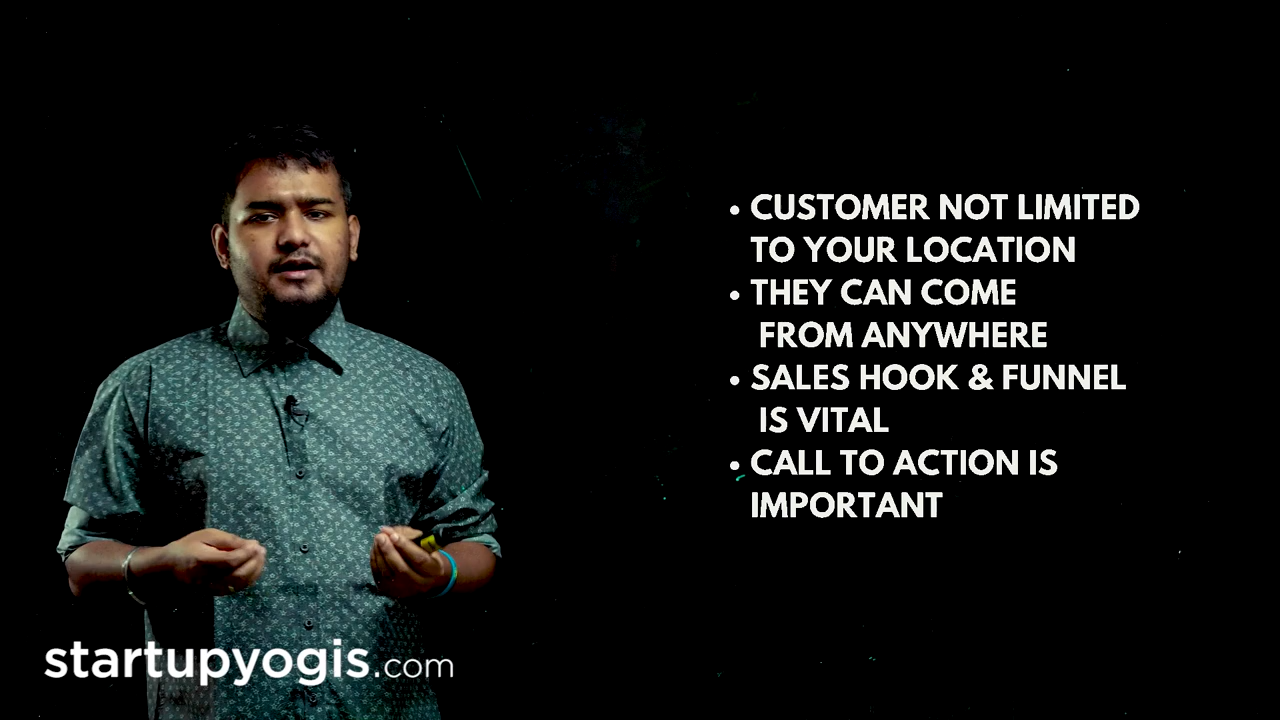 • CUSTOMER NOT LIMITED
TO YOUR LOCATION
• THEY CAN COME
FROM ANYWHERE
• SALES HOOK & FUNNEL
IS VITAL
• CALL TO ACTION IS
IMPORTANT
startupyogis.com